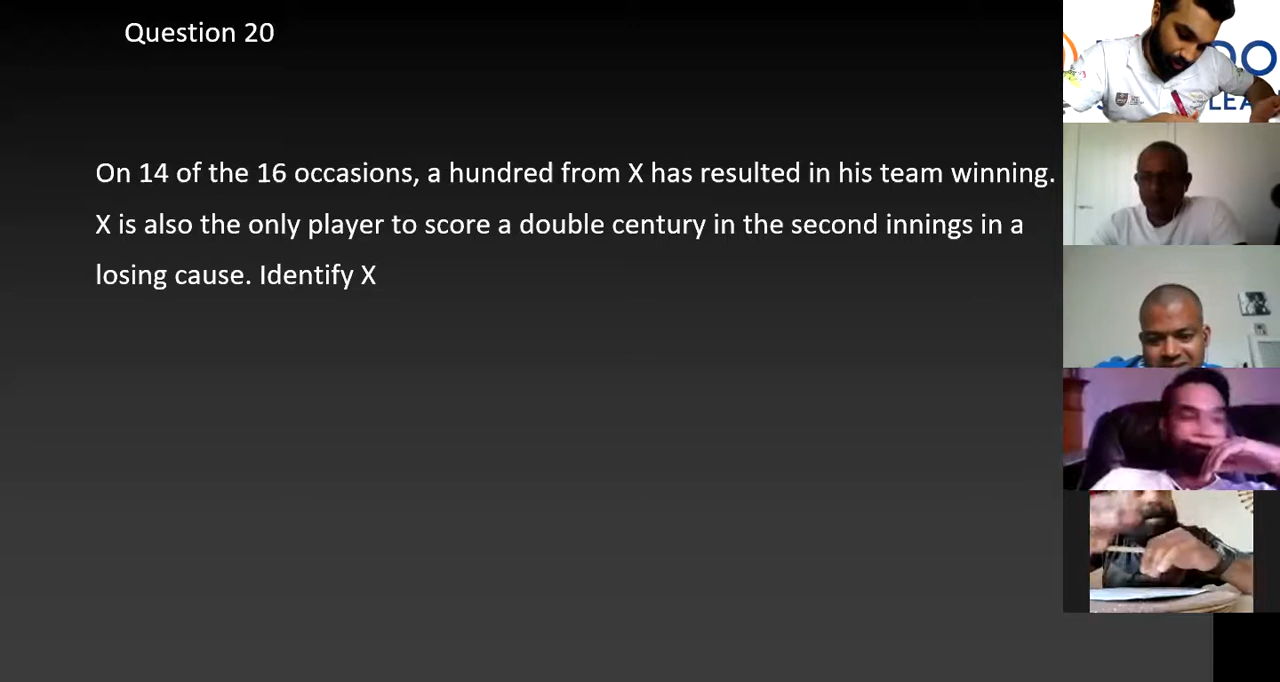 Question 20
On 14 of the 16 occasions, a hundred from X has resulted in his team winning.
X is also the only player to score a double century in the second innings in a
losing cause. Identify X